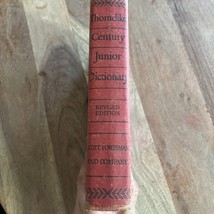 Thorndike
Century
Junior
Dictionary
REVISED
EDITION
SCOTT, FORESMAN
AND COMPANY